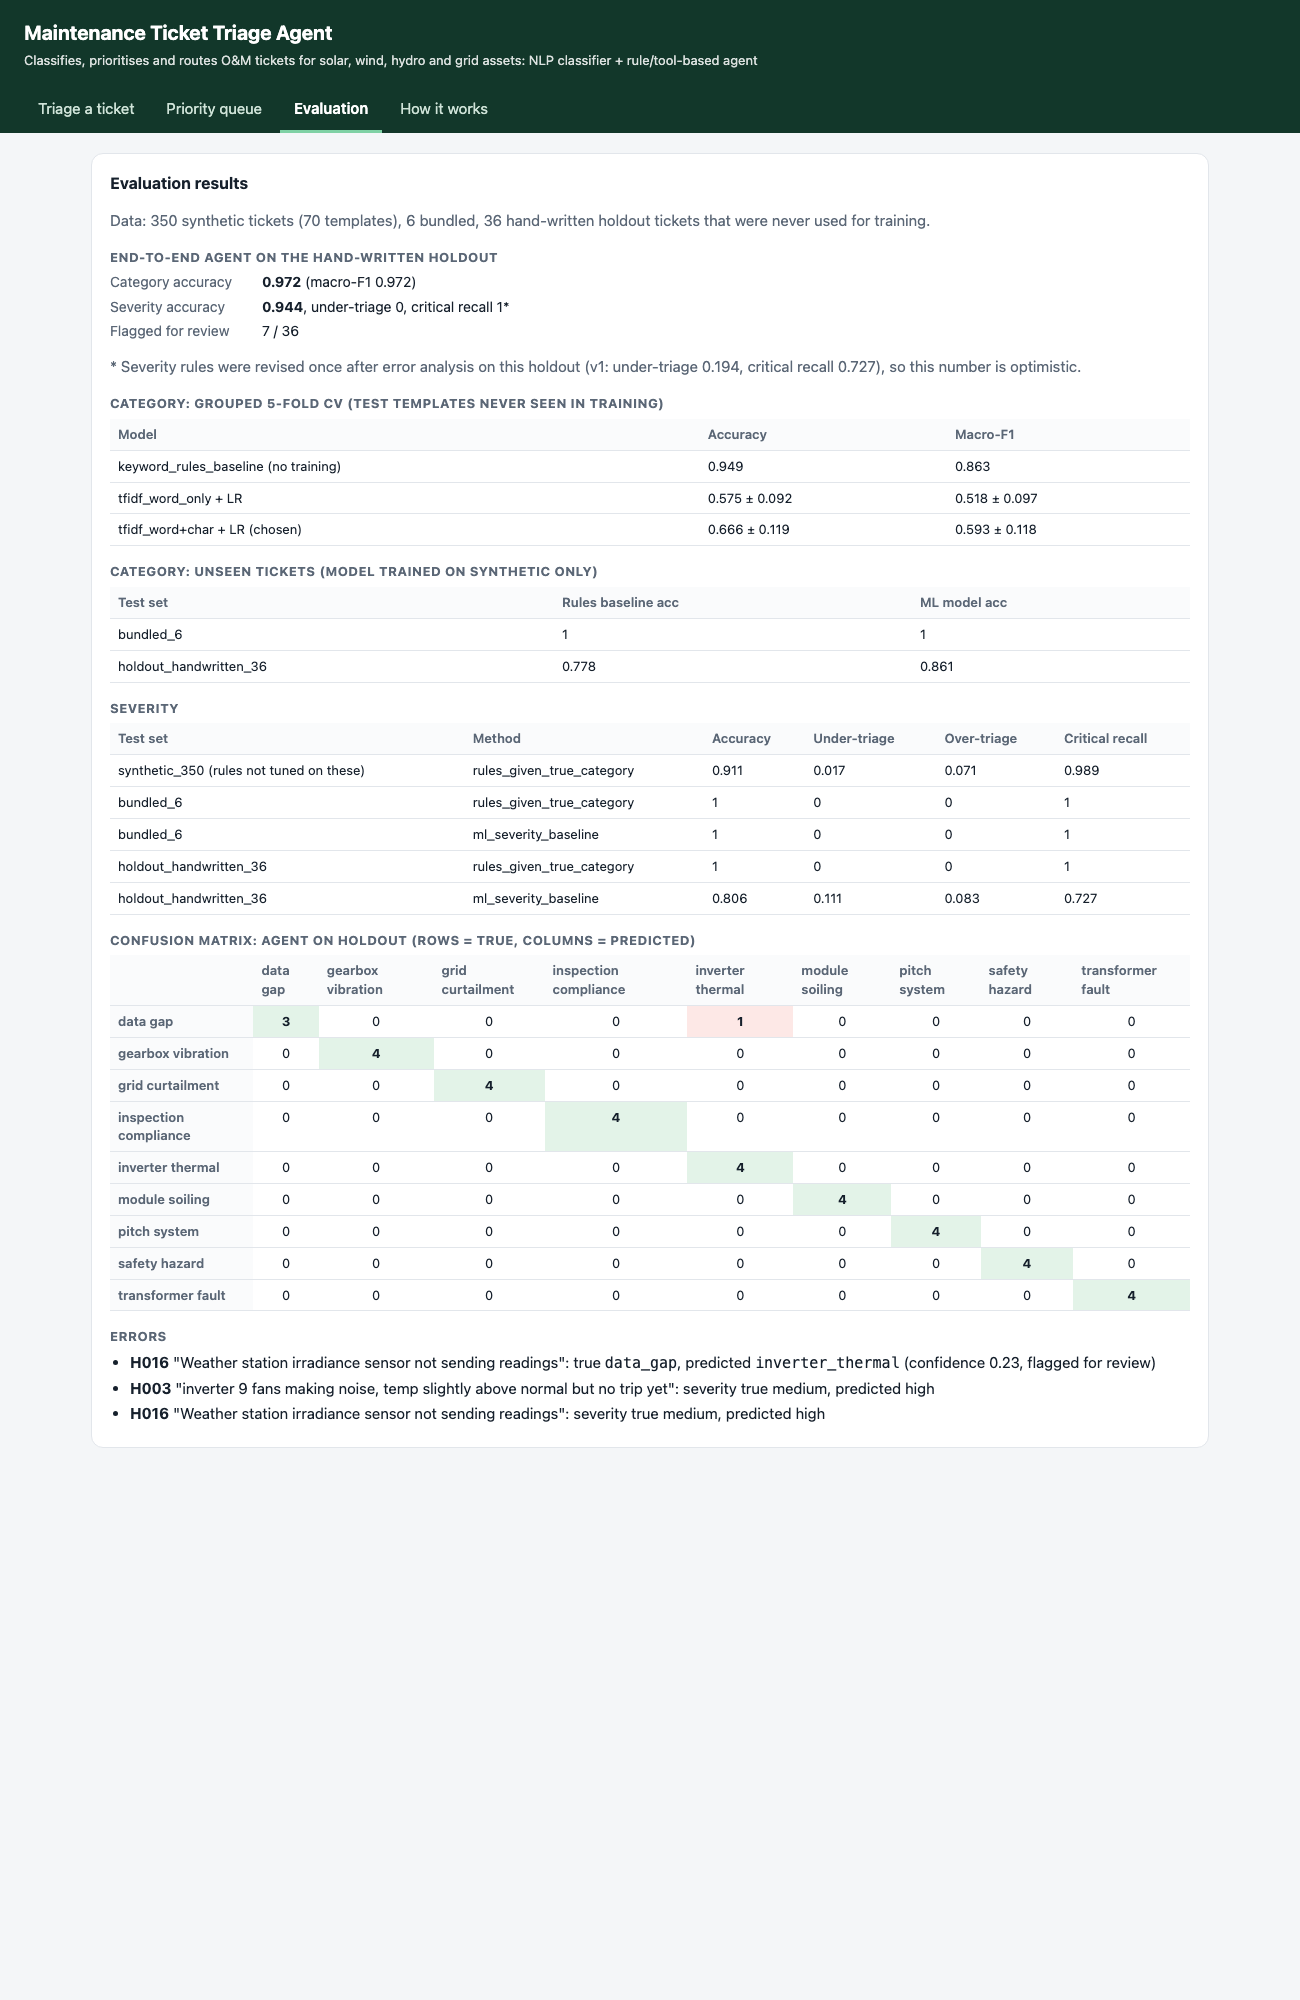 Maintenance Ticket Triage Agent
Classifies, prioritises and routes O&M tickets for solar, wind, hydro and grid assets: NLP classifier + rule/tool-based agent
Triage a ticket Priority queue Evaluation How it works
Evaluation results
Data: 350 synthetic tickets (70 templates), 6 bundled, 36 hand-written holdout tickets that were never used for training.
END-TO-END AGENT ON THE HAND-WRITTEN HOLDOUT
Category accuracy 0.972 (macro-F1 0.972)
Severity accuracy 0.944, under-triage 0, critical recall 1*
Flagged for review 7 / 36
* Severity rules were revised once after error analysis on this holdout (v1: under-triage 0.194, critical recall 0.727), so this number is optimistic.
CATEGORY: GROUPED 5-FOLD CV (TEST TEMPLATES NEVER SEEN IN TRAINING)
Model Accuracy Macro-F1
keyword_rules_baseline (no training) 0.949 0.863
tfidf_word_only + LR 0.575 ± 0.092 0.518 ± 0.097
tfidf_word+char + LR (chosen) 0.666 ± 0.119 0.593 ± 0.118
CATEGORY: UNSEEN TICKETS (MODEL TRAINED ON SYNTHETIC ONLY)
Test set Rules baseline acc ML model acc
bundled_6 1 1
holdout_handwritten_36 0.778 0.861
SEVERITY
Test set Method Accuracy Under-triage Over-triage Critical recall
synthetic_350 (rules not tuned on these) rules_given_true_category 0.911 0.017 0.071 0.989
bundled_6 rules_given_true_category 1 0 0 1
bundled_6 ml_severity_baseline 1 0 0 1
holdout_handwritten_36 rules_given_true_category 1 0 0 1
holdout_handwritten_36 ml_severity_baseline 0.806 0.111 0.083 0.727
CONFUSION MATRIX: AGENT ON HOLDOUT (ROWS = TRUE, COLUMNS = PREDICTED)
data gearbox grid inspection inverter module pitch safety transformer
gap vibration curtailment compliance thermal soiling system hazard fault
data gap 3 0 0 0 1 0 0 0 0
gearbox vibration 0 4 0 0 0 0 0 0 0
grid curtailment 0 0 4 0 0 0 0 0 0
inspection 0 0 0 4 0 0 0 0 0
compliance
inverter thermal 0 0 0 0 4 0 0 0 0
module soiling 0 0 0 0 0 4 0 0 0
pitch system 0 0 0 0 0 0 4 0 0
safety hazard 0 0 0 0 0 0 0 4 0
transformer fault 0 0 0 0 0 0 0 0 4
ERRORS
• H016 "Weather station irradiance sensor not sending readings": true data_gap, predicted inverter_thermal (confidence 0.23, flagged for review)
• H003 "inverter 9 fans making noise, temp slightly above normal but no trip yet": severity true medium, predicted high
• H016 "Weather station irradiance sensor not sending readings": severity true medium, predicted high